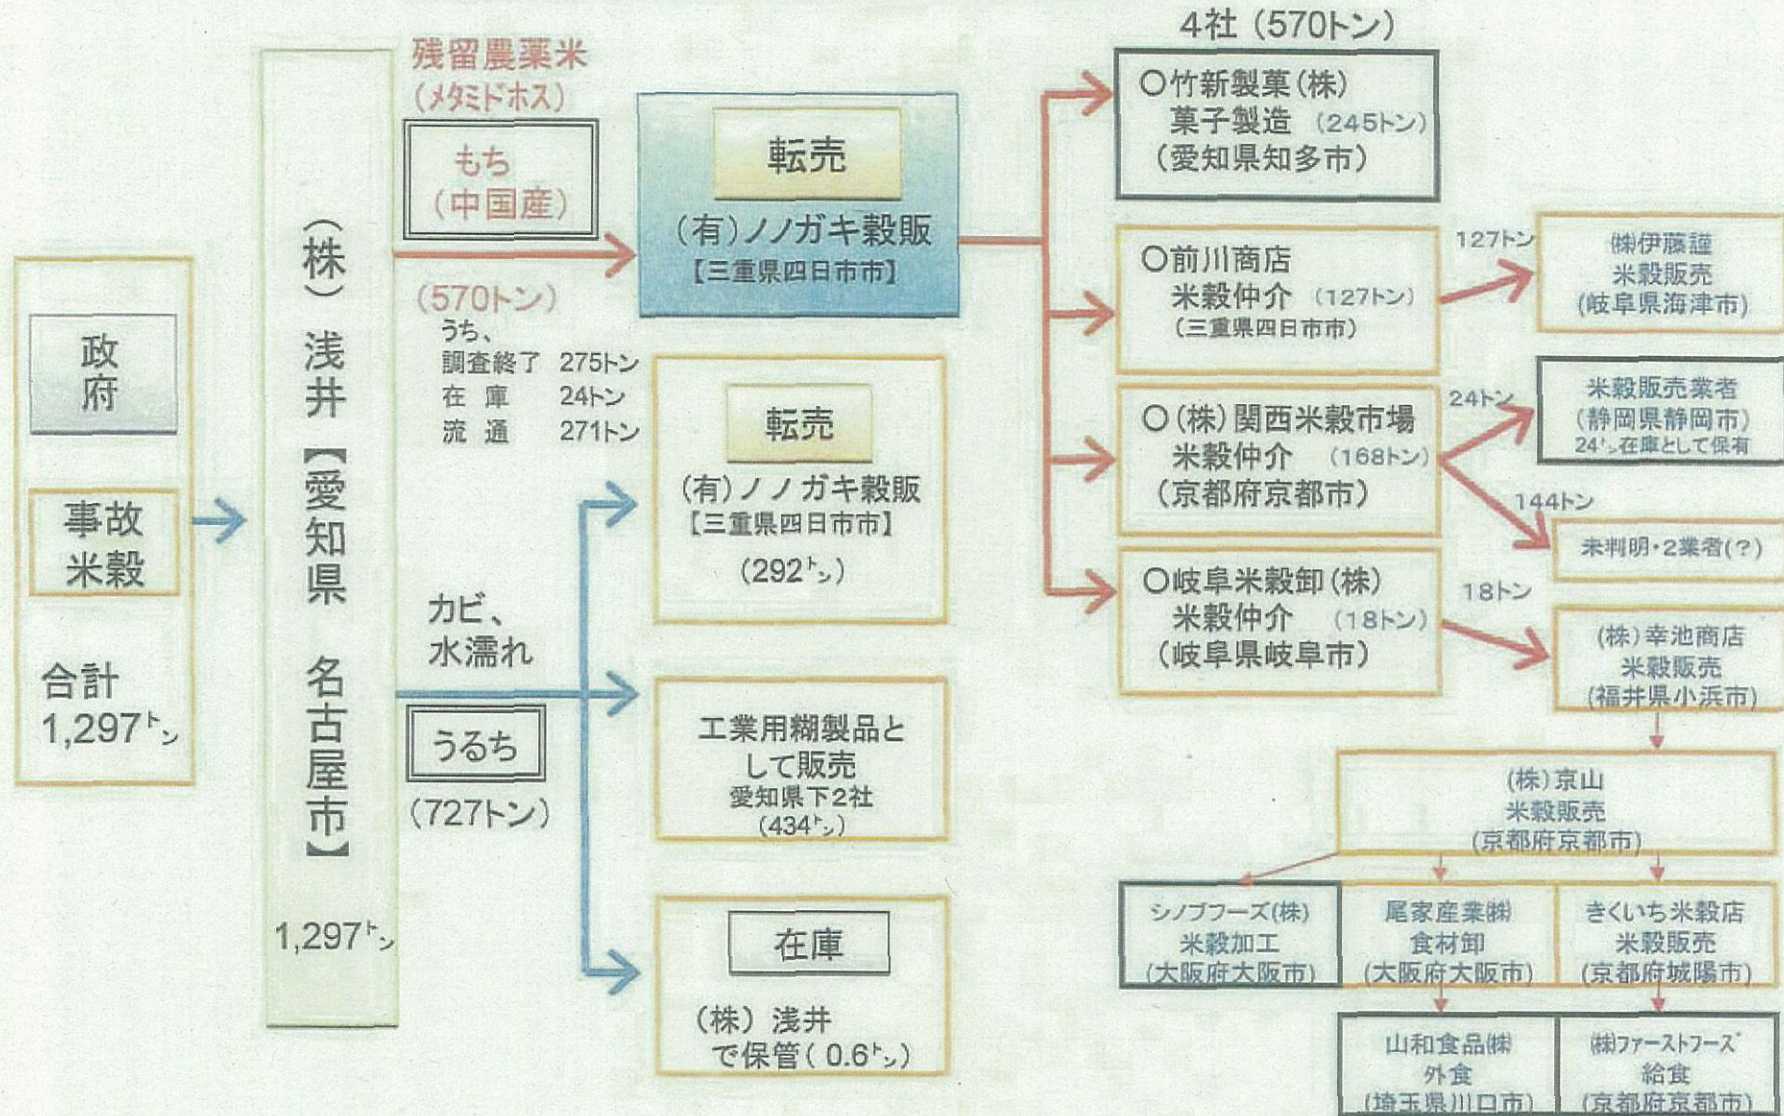 政
府
事故
米穀
合計
1,297トン
(株)浅井【愛知県 名古屋市】
1,297トン
残留農薬米
(メタミドホス)
もち
(中国産)
(570トン)
うち、
調査終了 275トン
在 庫 24トン
流 通 271トン
カビ、
水濡れ
うるち
(727トン)
転売
(有)ノノガキ穀販
【三重県四日市市】
転売
(有)ノノガキ穀販
【三重県四日市市】
(292トン)
工業用糊製品と
して販売
愛知県下2社
(434トン)
在庫
(株) 浅井
で保管( 0.6トン)
4社 (570トン)
〇竹新製菓(株)
菓子製造 (245トン)
(愛知県知多市)
〇前川商店
米穀仲介 (127トン)
(三重県四日市市)
〇(株)関西米穀市場
米穀仲介 (168トン)
(京都府京都市)
〇岐阜米穀卸(株)
米穀仲介 (18トン)
(岐阜県岐阜市)
127トン
㈱伊藤謹
米穀販売
(岐阜県海津市)
24トン
米穀販売業者
(静岡県静岡市)
24トン在庫として保有
144トン
未判明・2業者(?)
18トン
(株)幸池商店
米穀販売
(福井県小浜市)
(株)京山
米穀販売
(京都府京都市)
シノブフーズ(株)
米穀加工
(大阪府大阪市)
尾家産業㈱
食材卸
(大阪府大阪市)
きくいち米穀店
米穀販売
(京都府城陽市)
山和食品㈱
外食
(埼玉県川口市)
㈱ファーストフーズ
給食
(京都府京都市)